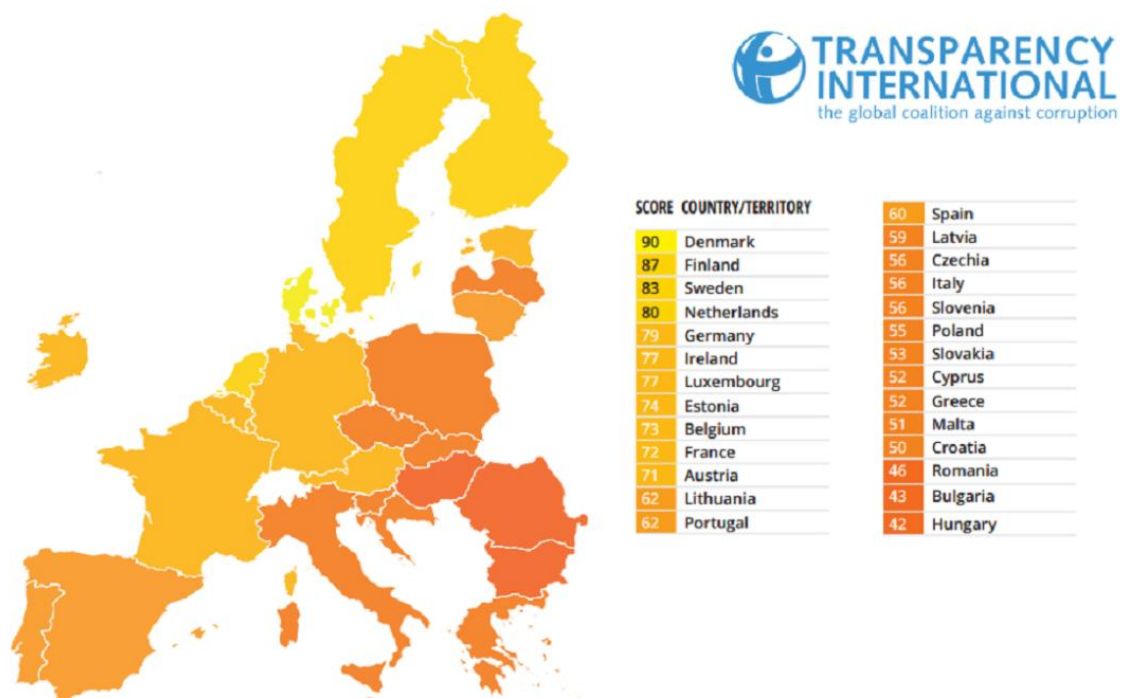 TRANSPARENCY
INTERNATIONAL
the global coalition against corruption
SCORE COUNTRY/TERRITORY
90 Denmark
87 Finland
83 Sweden
80 Netherlands
79 Germany
77 Ireland
77 Luxembourg
74 Estonia
73 Belgium
72 France
71 Austria
62 Lithuania
62 Portugal
60 Spain
59 Latvia
56 Czechia
56 Italy
56 Slovenia
55 Poland
53 Slovakia
52 Cyprus
52 Greece
51 Malta
50 Croatia
46 Romania
43 Bulgaria
42 Hungary